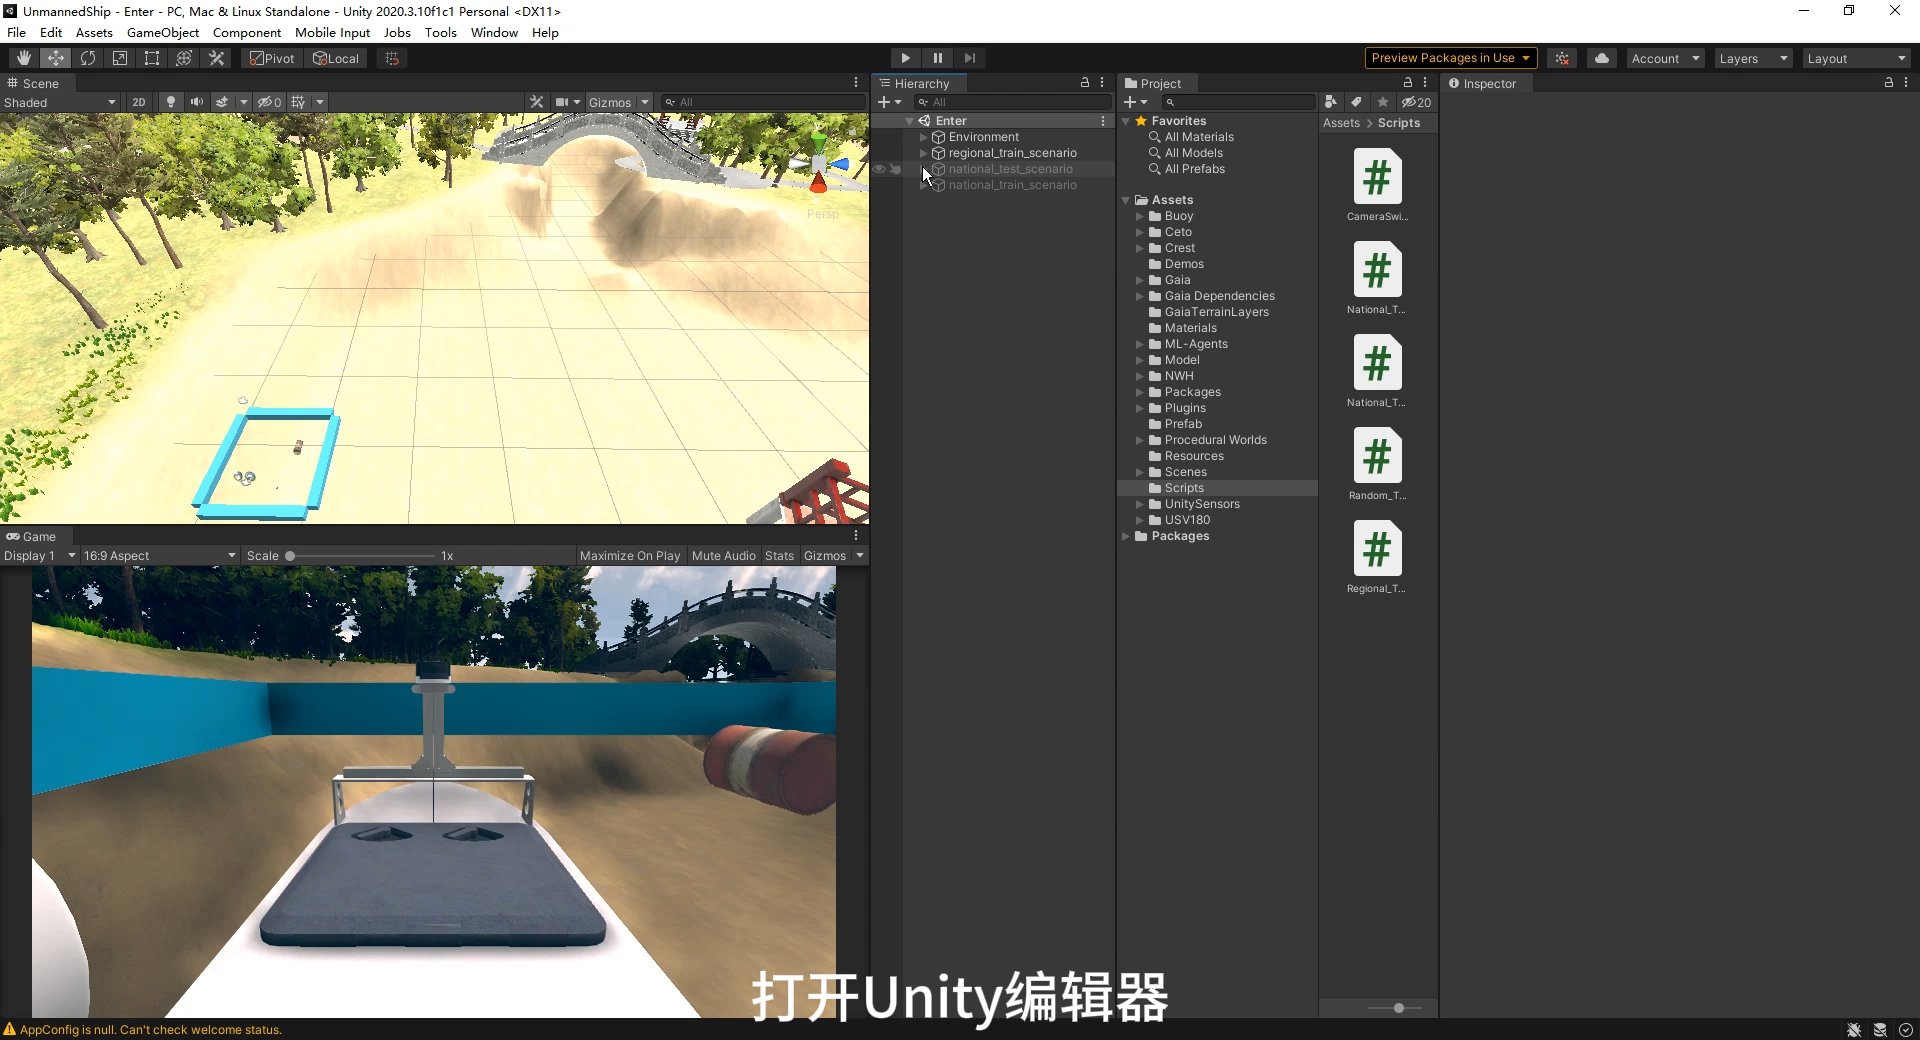 UnmannedShip - Enter - PC, Mac & Linux Standalone - Unity 2020.3.10f1c1 Personal <DX11>
File Edit Assets GameObject Component Mobile Input Jobs Tools Window Help
Pivot Local
Preview Packages in Use
Account Layers Layout
Scene
Shaded 2D 0 Gizmos All
Persp
Game
Display 1 16:9 Aspect Scale 1x Maximize On Play Mute Audio Stats Gizmos
Hierarchy
All
Enter
Environment
regional_train_scenario
national_test_scenario
national_train_scenario
Project
20
Favorites
All Materials
All Models
All Prefabs
Assets
Buoy
Ceto
Crest
Demos
Gaia
Gaia Dependencies
GaiaTerrainLayers
Materials
ML-Agents
Model
NWH
Packages
Plugins
Prefab
Procedural Worlds
Resources
Scenes
Scripts
UnitySensors
USV180
Packages
Assets > Scripts
CameraSwi...
National_T...
National_T...
Random_T...
Regional_T...
Inspector
打开Unity编辑器
AppConfig is null. Can't check welcome status.